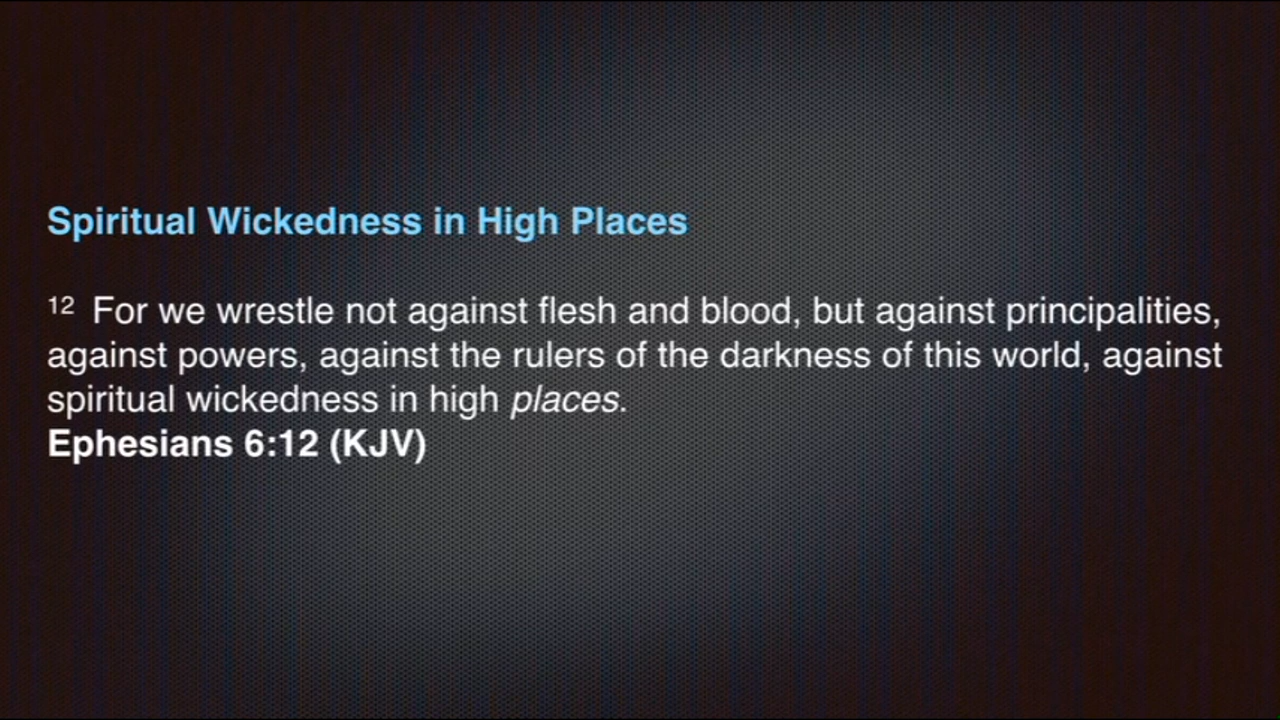 Spiritual Wickedness in High Places
12 For we wrestle not against flesh and blood, but against principalities,
against powers, against the rulers of the darkness of this world, against
spiritual wickedness in high places.
Ephesians 6:12 (KJV)